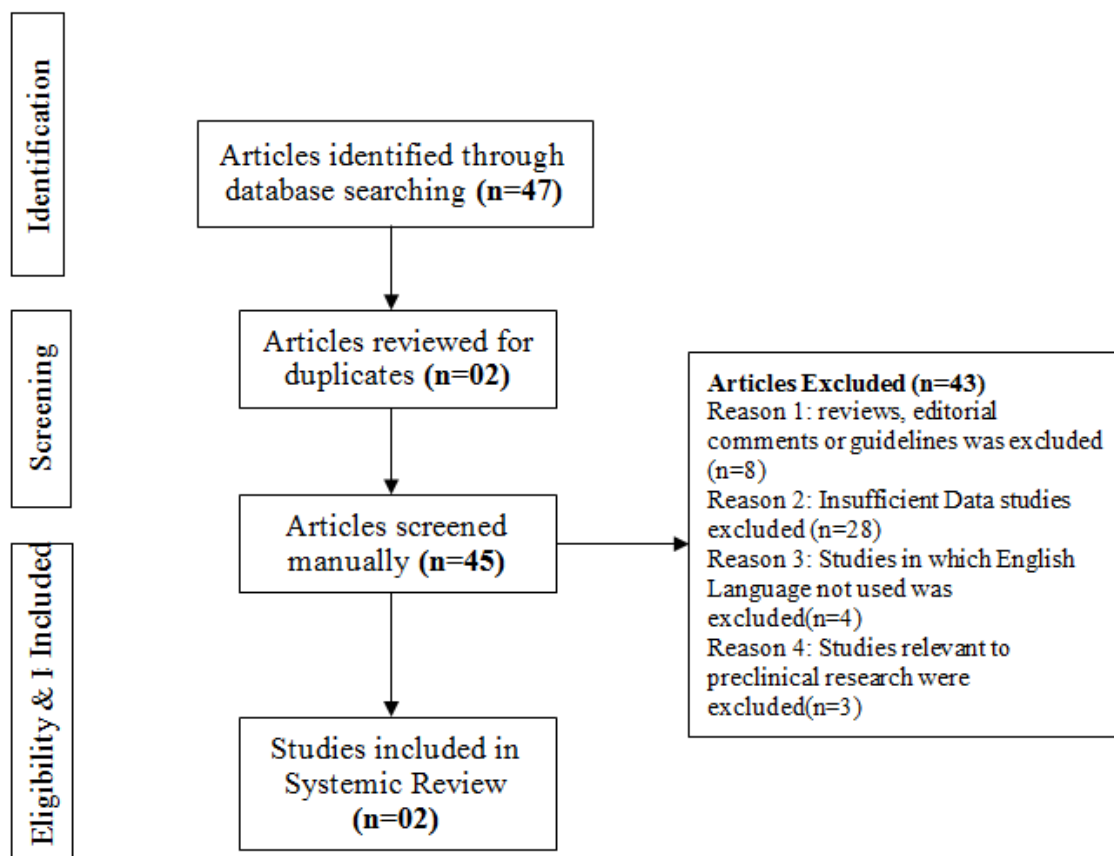 Identification
Articles identified through
database searching (n=47)
Screening
Articles reviewed for
duplicates (n=02)
Articles screened
manually (n=45)
Articles Excluded (n=43)
Reason 1: reviews, editorial
comments or guidelines was excluded
(n=8)
Reason 2: Insufficient Data studies
excluded (n=28)
Reason 3: Studies in which English
Language not used was
excluded(n=4)
Reason 4: Studies relevant to
preclinical research were
excluded(n=3)
Eligibility & I Included
Studies included in
Systemic Review
(n=02)